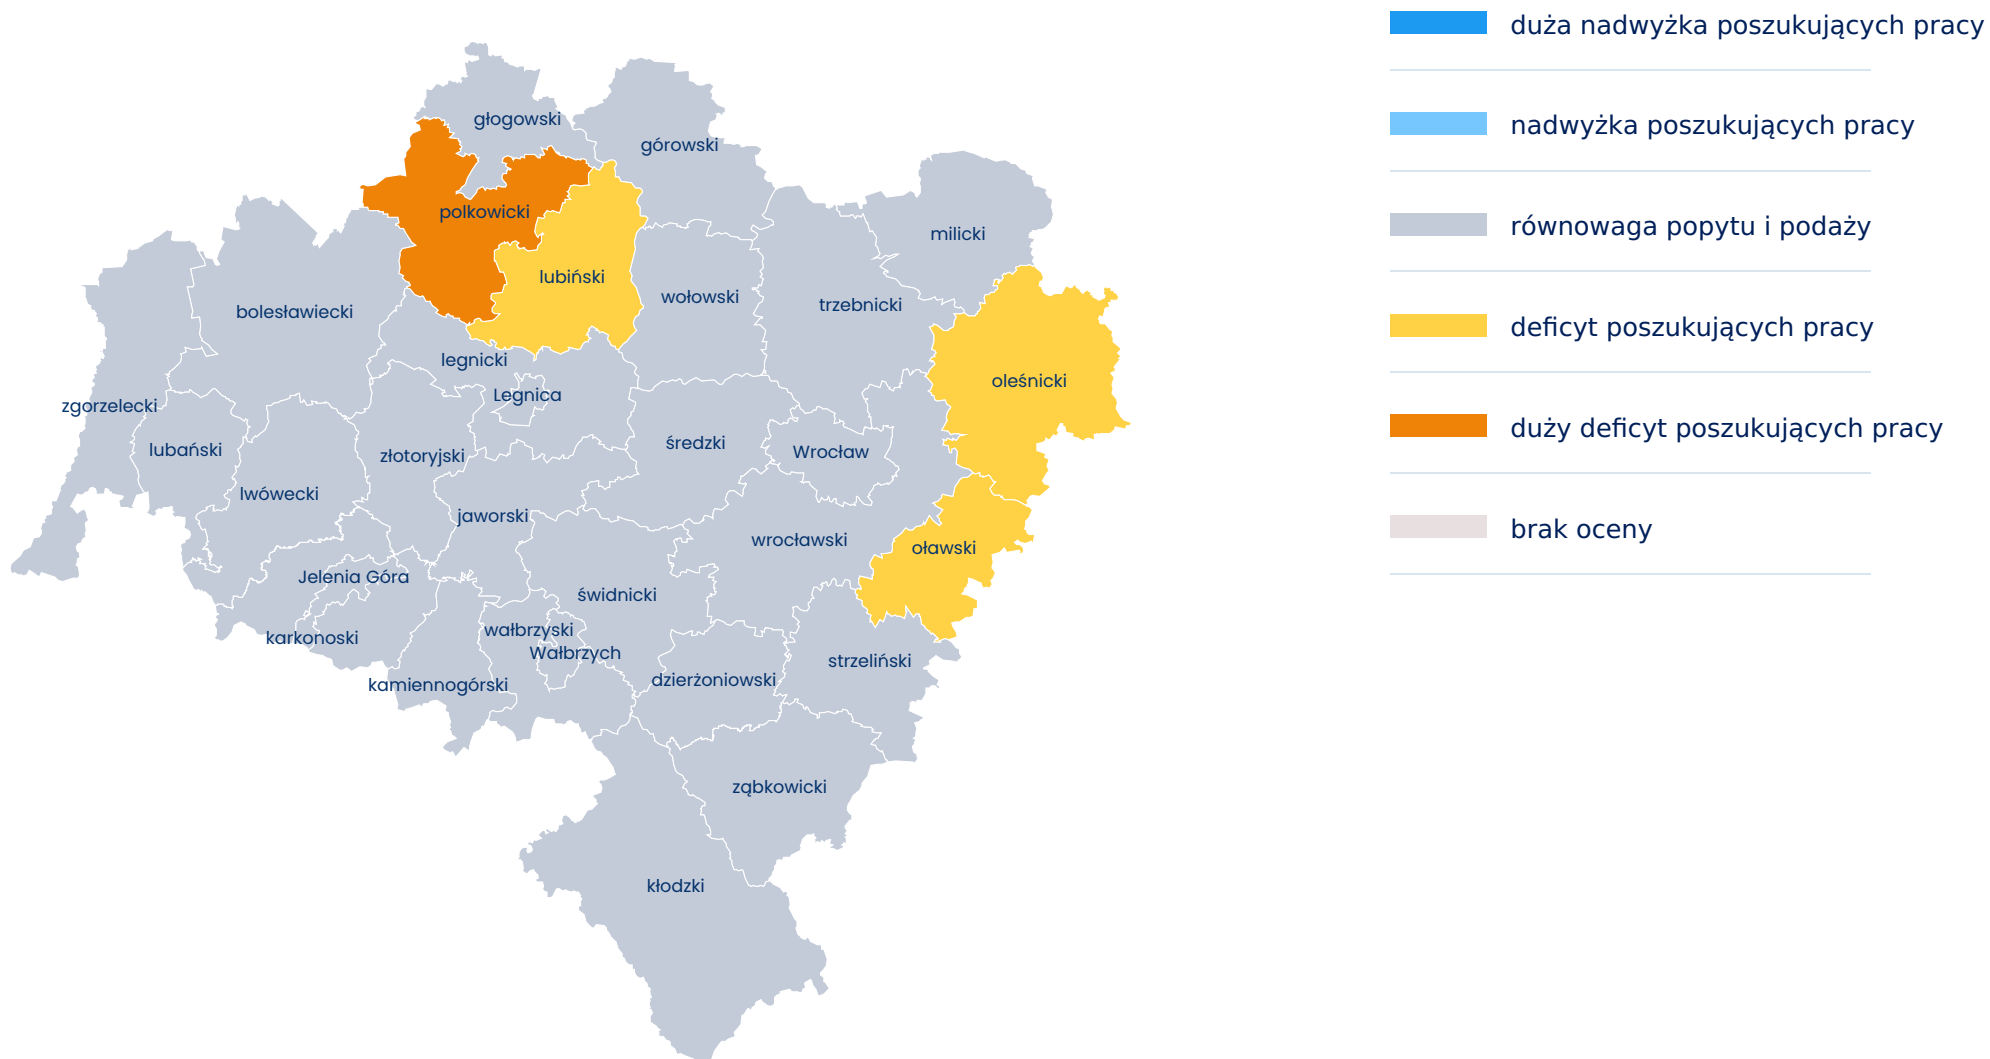 duża nadwyżka poszukujących pracy
nadwyżka poszukujących pracy
równowaga popytu i podaży
deficyt poszukujących pracy
duży deficyt poszukujących pracy
brak oceny
głogowski
górowski
polkowicki
milicki
lubiński
wołowski
trzebnicki
bolesławiecki
legnicki
oleśnicki
Legnica
zgorzelecki
średzki
lubański
Wrocław
złotoryjski
lwówecki
jaworski
wrocławski
oławski
Jelenia Góra
świdnicki
wałbrzyski
karkonoski
Wałbrzych
strzeliński
dzierżoniowski
kamiennogórski
ząbkowicki
kłodzki